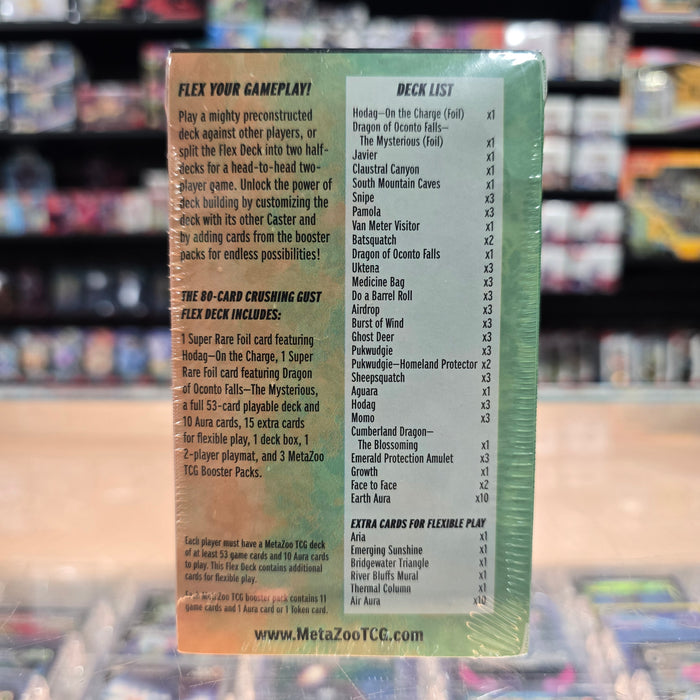 FLEX YOUR GAMEPLAY!
Play a mighty preconstructed
deck against other players, or
split the Flex Deck into two half-
decks for a head-to-head two-
player game. Unlock the power of
deck building by customizing the
deck with its other Caster and
by adding cards from the booster
packs for endless possibilities!
THE 80-CARD CRUSHING GUST
FLEX DECK INCLUDES:
1 Super Rare Foil card featuring
Hodag—On the Charge, 1 Super
Rare Foil card featuring Dragon
of Oconto Falls—The Mysterious,
a full 53-card playable deck and
10 Aura cards, 15 extra cards
for flexible play, 1 deck box, 1
2-player playmat, and 3 MetaZoo
TCG Booster Packs.
Each player must have a MetaZoo TCG deck
of at least 53 game cards and 10 Aura cards
to play. This Flex Deck contains additional
cards for flexible play.
MetaZoo TCG booster pack contains 11
game cards and 1 Aura card or 1 Token card.
DECK LIST
Hodag—On the Charge (Foil) x1
Dragon of Oconto Falls—
The Mysterious (Foil) x1
Javier x1
Claustral Canyon x1
South Mountain Caves x1
Snipe x3
Pamola x3
Van Meter Visitor x1
Batsquatch x2
Dragon of Oconto Falls x1
Uktena x3
Medicine Bag x3
Do a Barrel Roll x3
Airdrop x3
Burst of Wind x3
Ghost Deer x3
Pukwudgie x3
Pukwudgie—Homeland Protector x2
Sheepsquatch x3
Aguara x1
Hodag x3
Momo x3
Cumberland Dragon—
The Blossoming x1
Emerald Protection Amulet x3
Growth x1
Face to Face x2
Earth Aura x10
EXTRA CARDS FOR FLEXIBLE PLAY
Aria x1
Emerging Sunshine x1
Bridgewater Triangle x1
River Bluffs Mural x1
Thermal Column x1
Air Aura x10
www.MetaZooTCG.com